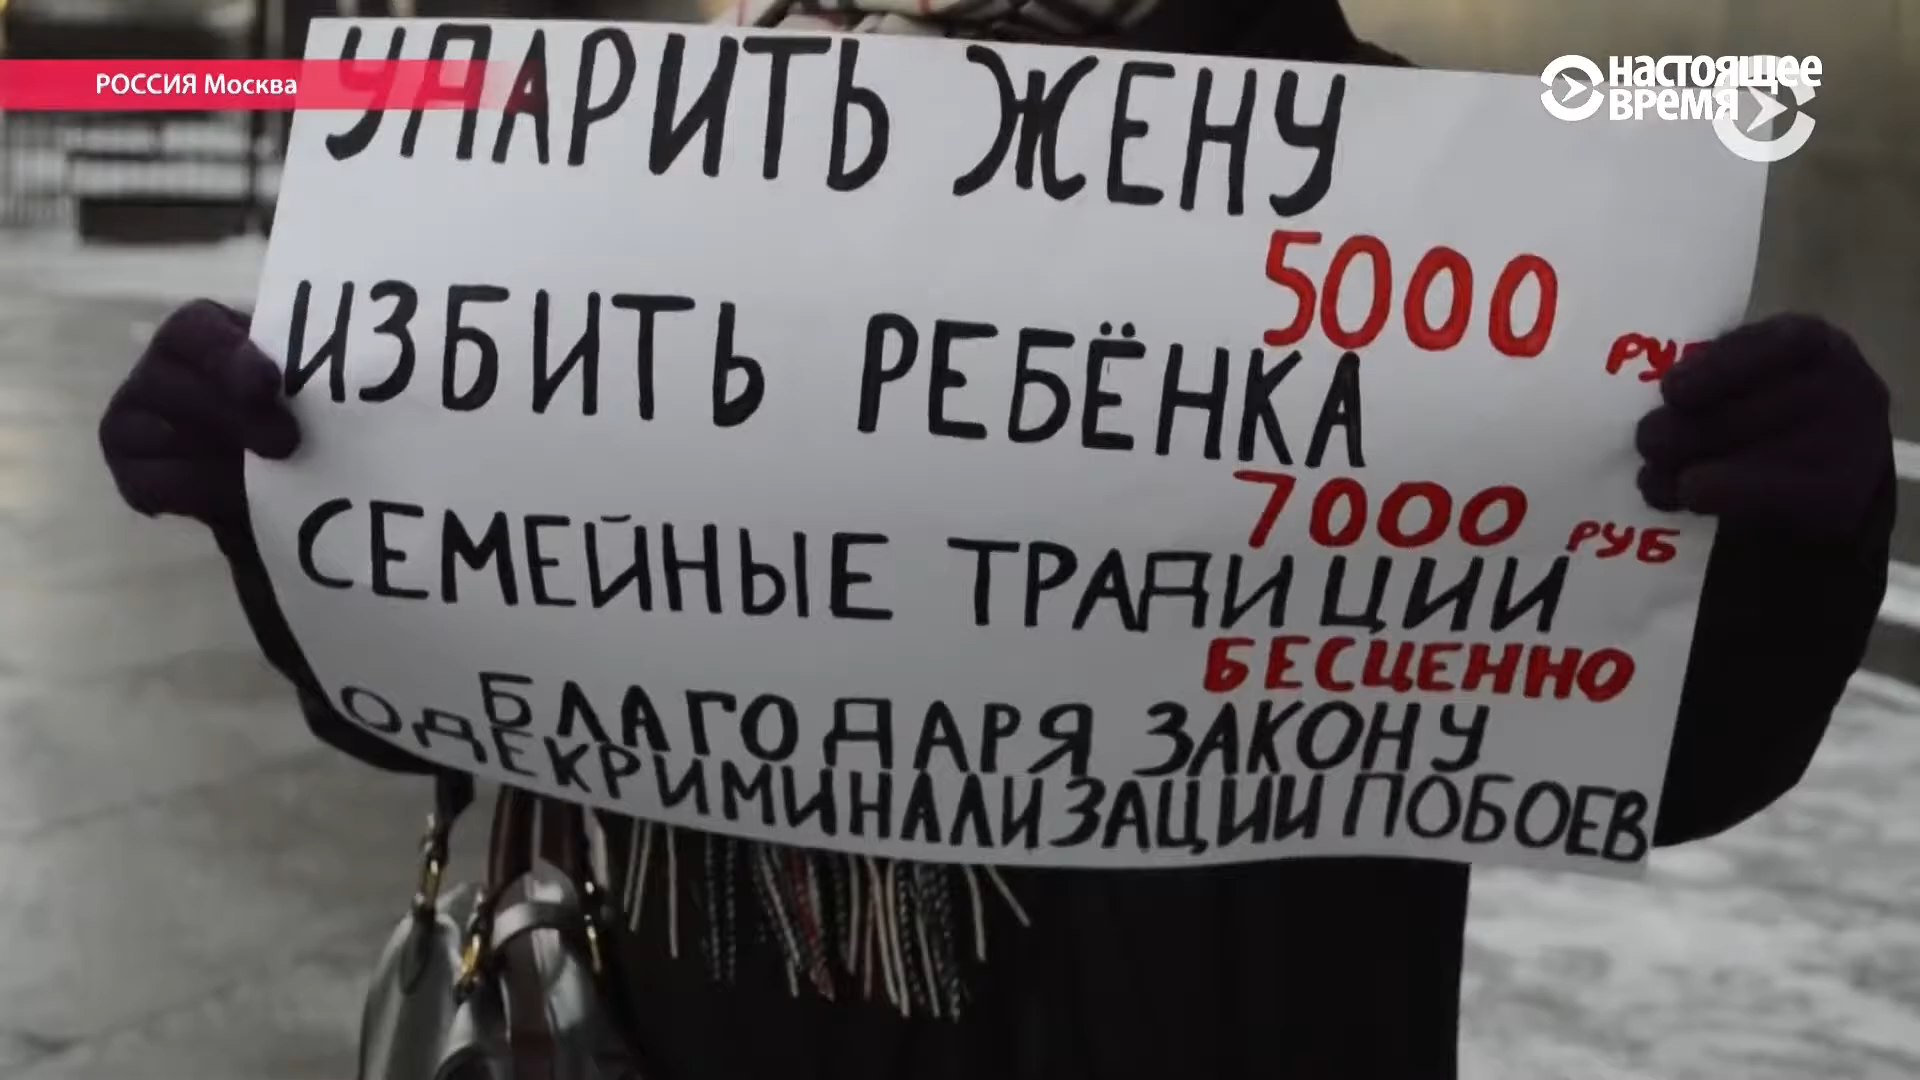 РОССИЯ Москва
НАСТОЯЩЕЕ
ВРЕМЯ
УДАРИТЬ ЖЕНУ
5000 РУБ
ИЗБИТЬ РЕБЁНКА
7000 РУБ
СЕМЕЙНЫЕ ТРАДИЦИИ
БЕСЦЕННО
БЛАГОДАРЯ ЗАКОНУ
О ДЕКРИМИНАЛИЗАЦИИ ПОБОЕВ